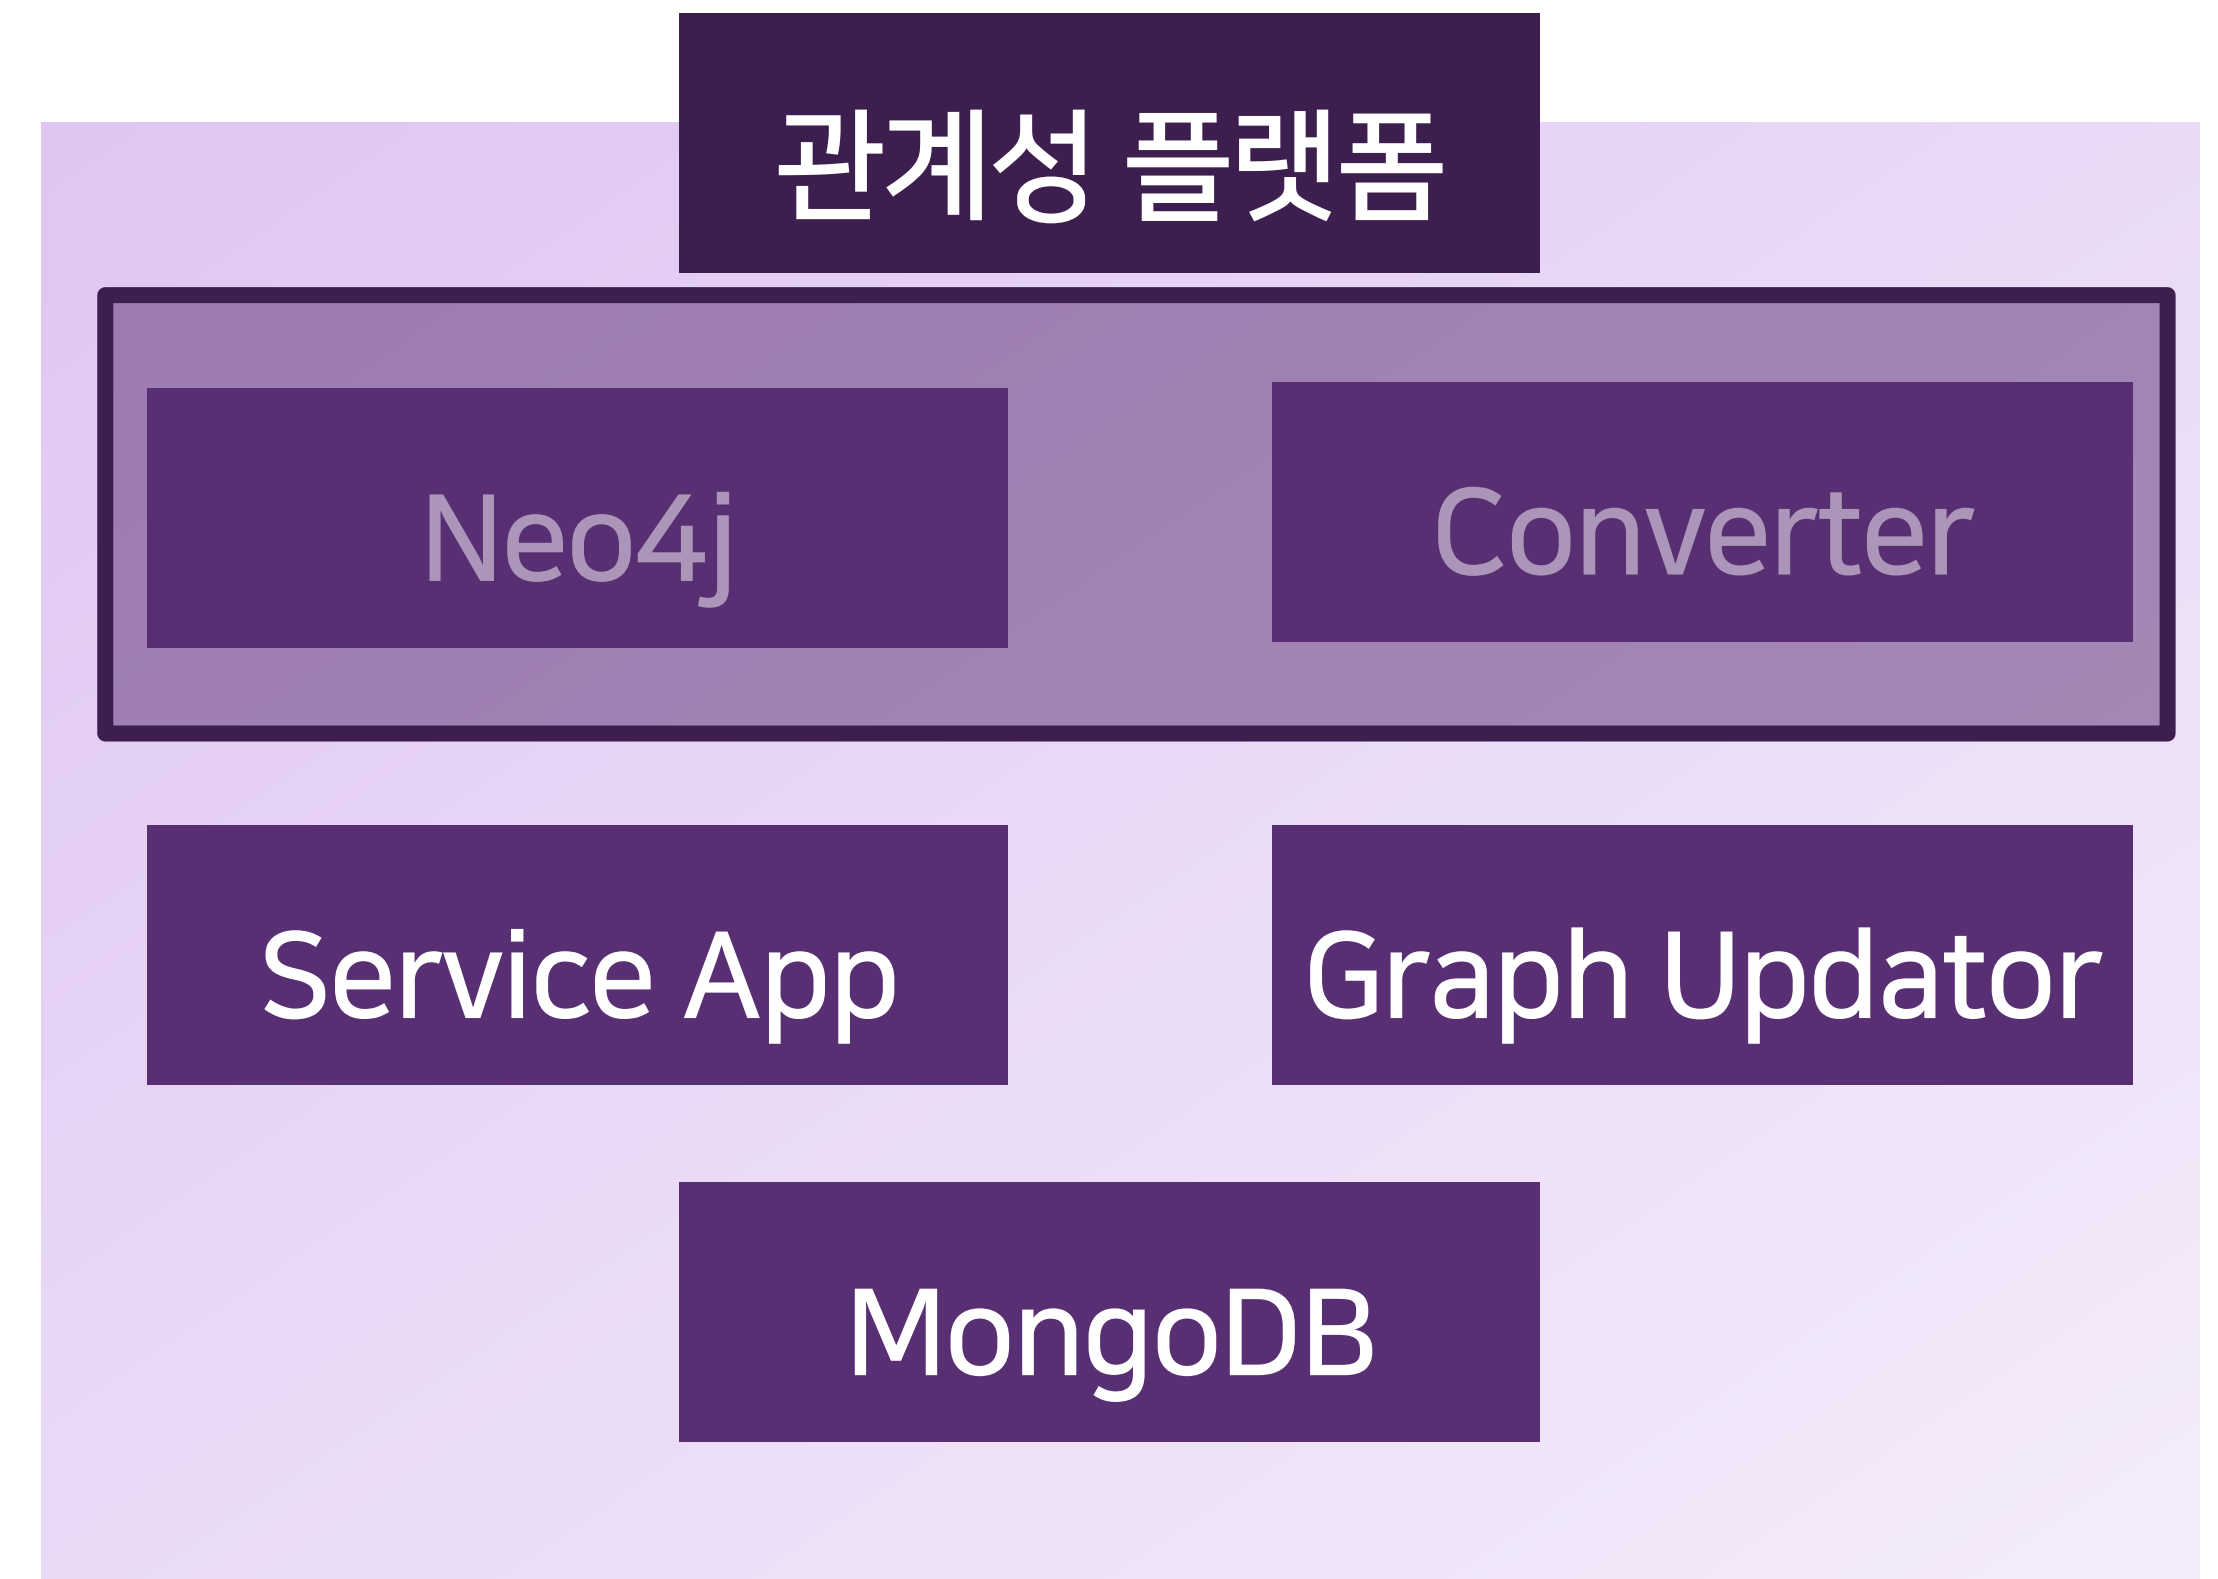 관계성 플랫폼
Neo4j
Converter
Service App
Graph Updator
MongoDB